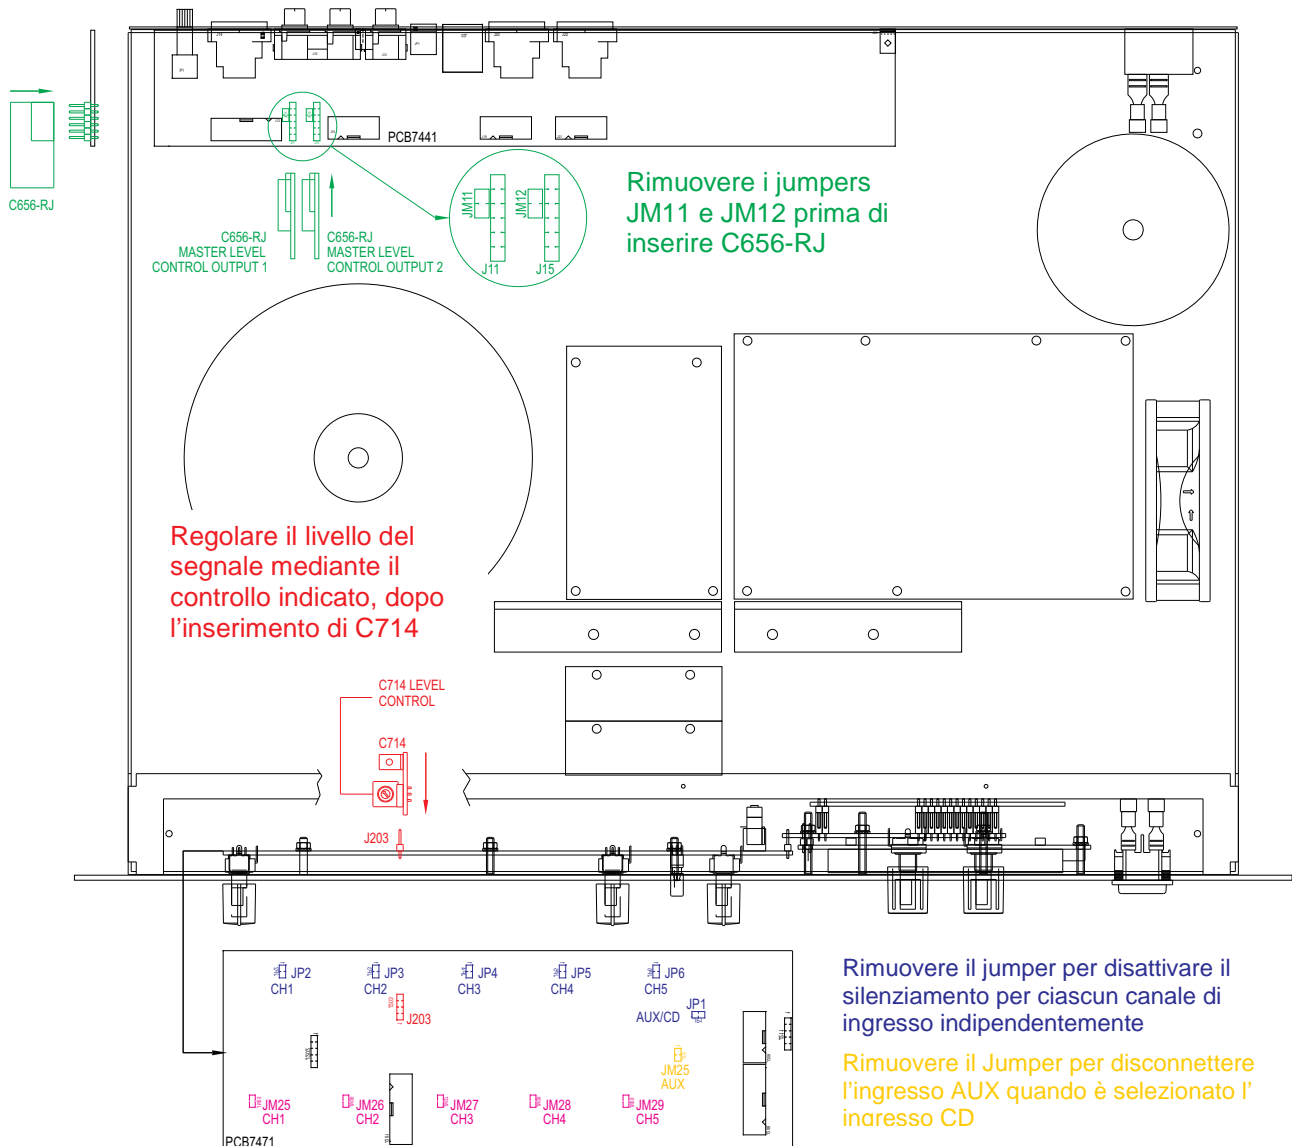 PCB7441
C656-RJ
JM11
JM12
J11
J15
Rimuovere i jumpers
JM11 e JM12 prima di
inserire C656-RJ
C656-RJ
MASTER LEVEL
CONTROL OUTPUT 1
C656-RJ
MASTER LEVEL
CONTROL OUTPUT 2
Regolare il livello del
segnale mediante il
controllo indicato, dopo
l'inserimento di C714
C714 LEVEL
CONTROL
C714
J203
JP2
CH1
JP3
CH2
JP4
CH3
JP5
CH4
JP6
CH5
JP1
AUX/CD
J203
JM25
AUX
JM25
CH1
JM26
CH2
JM27
CH3
JM28
CH4
JM29
CH5
PCB7471
Rimuovere il jumper per disattivare il
silenziamento per ciascun canale di
ingresso indipendentemente
Rimuovere il Jumper per disconnettere
l'ingresso AUX quando è selezionato l'
ingresso CD